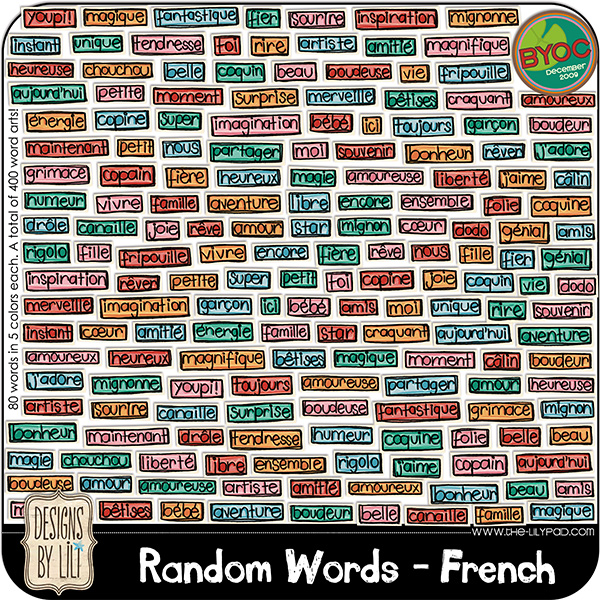 youpi! magique fantastique fier sourire inspiration mignonne
instant unique tendresse toi rire artiste amitié magnifique
heureuse chouchou belle coquin beau boudeuse vie fripouille
aujourd'hui petite moment surprise merveille bêtises craquant amoureux
énergie copine super imagination bébé ici toujours garçon boudeur
maintenant petit nous partager moi souvenir bonheur rêver j'adore
grimace copain fière heureux magie amoureuse liberté j'aime câlin
humeur vivre famille aventure libre encore ensemble folie coquine
drôle canaille joie rêve amour star mignon cœur dodo génial amis
rigolo fille fripouille vivre encore fière rêve nous fille fier génial
inspiration rêver petite super petit toi copine joie coquin vie dodo
merveille imagination garçon ici bébé amis moi unique rire souvenir
instant cœur amitié énergie famille star craquant aujourd'hui aventure
amoureux heureux magnifique bêtises magique moment câlin boudeur
j'adore mignonne youpi! toujours amoureuse partager amour heureuse
artiste sourire canaille surprise boudeuse fantastique grimace mignon
bonheur maintenant drôle tendresse humeur coquine folie belle beau
magie chouchou liberté libre ensemble rigolo j'aime copain aujourd'hui
boudeuse amour amoureuse artiste amitié amoureux bonheur beau amis
bêtises bébé aventure boudeur belle canaille famille magique
80 words in 5 colors each. A total of 400 word arts!
BYOC
December
2009
www.the-lilypad.com
DESIGNS
BY LILI
Random Words - French